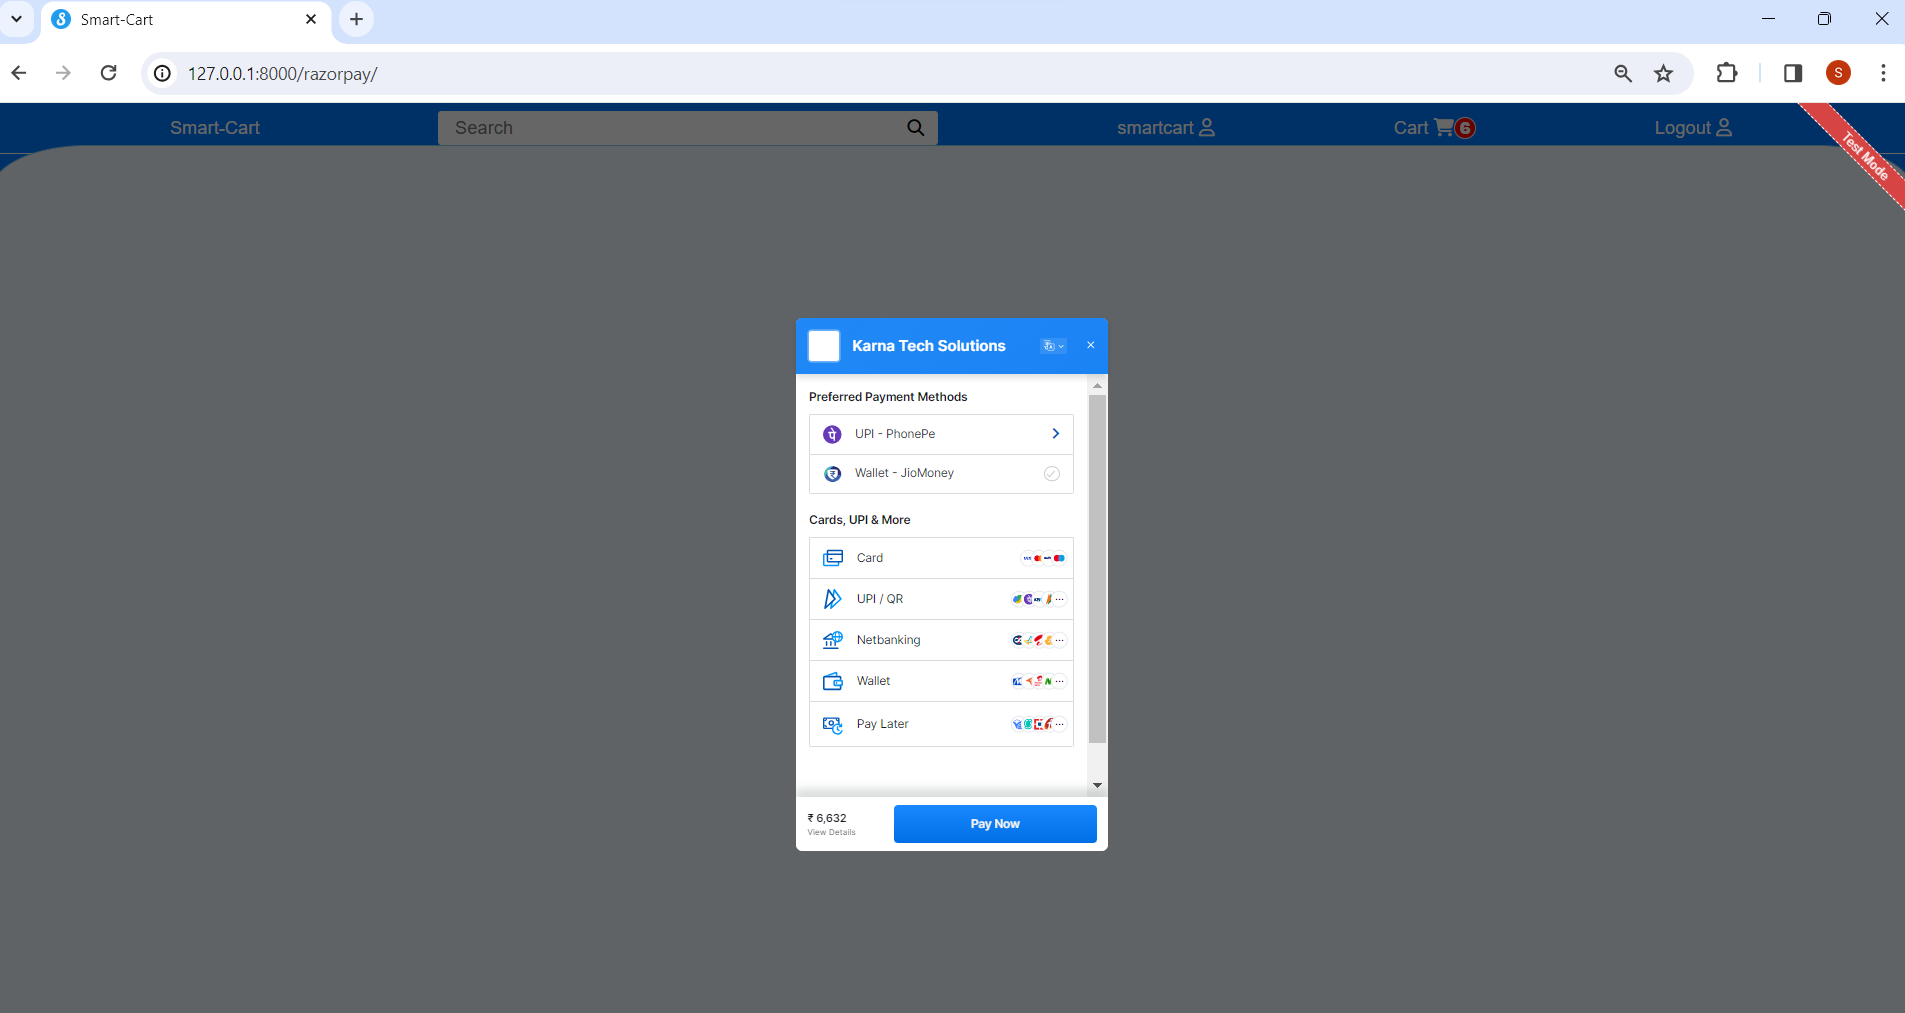 Smart-Cart
127.0.0.1:8000/razorpay/
S
Smart-Cart
Search
smartcart
Cart 6
Logout
Test Mode
Karna Tech Solutions
Preferred Payment Methods
UPI - PhonePe
Wallet - JioMoney
Cards, UPI & More
Card
UPI / QR
Netbanking
Wallet
Pay Later
₹ 6,632
View Details
Pay Now